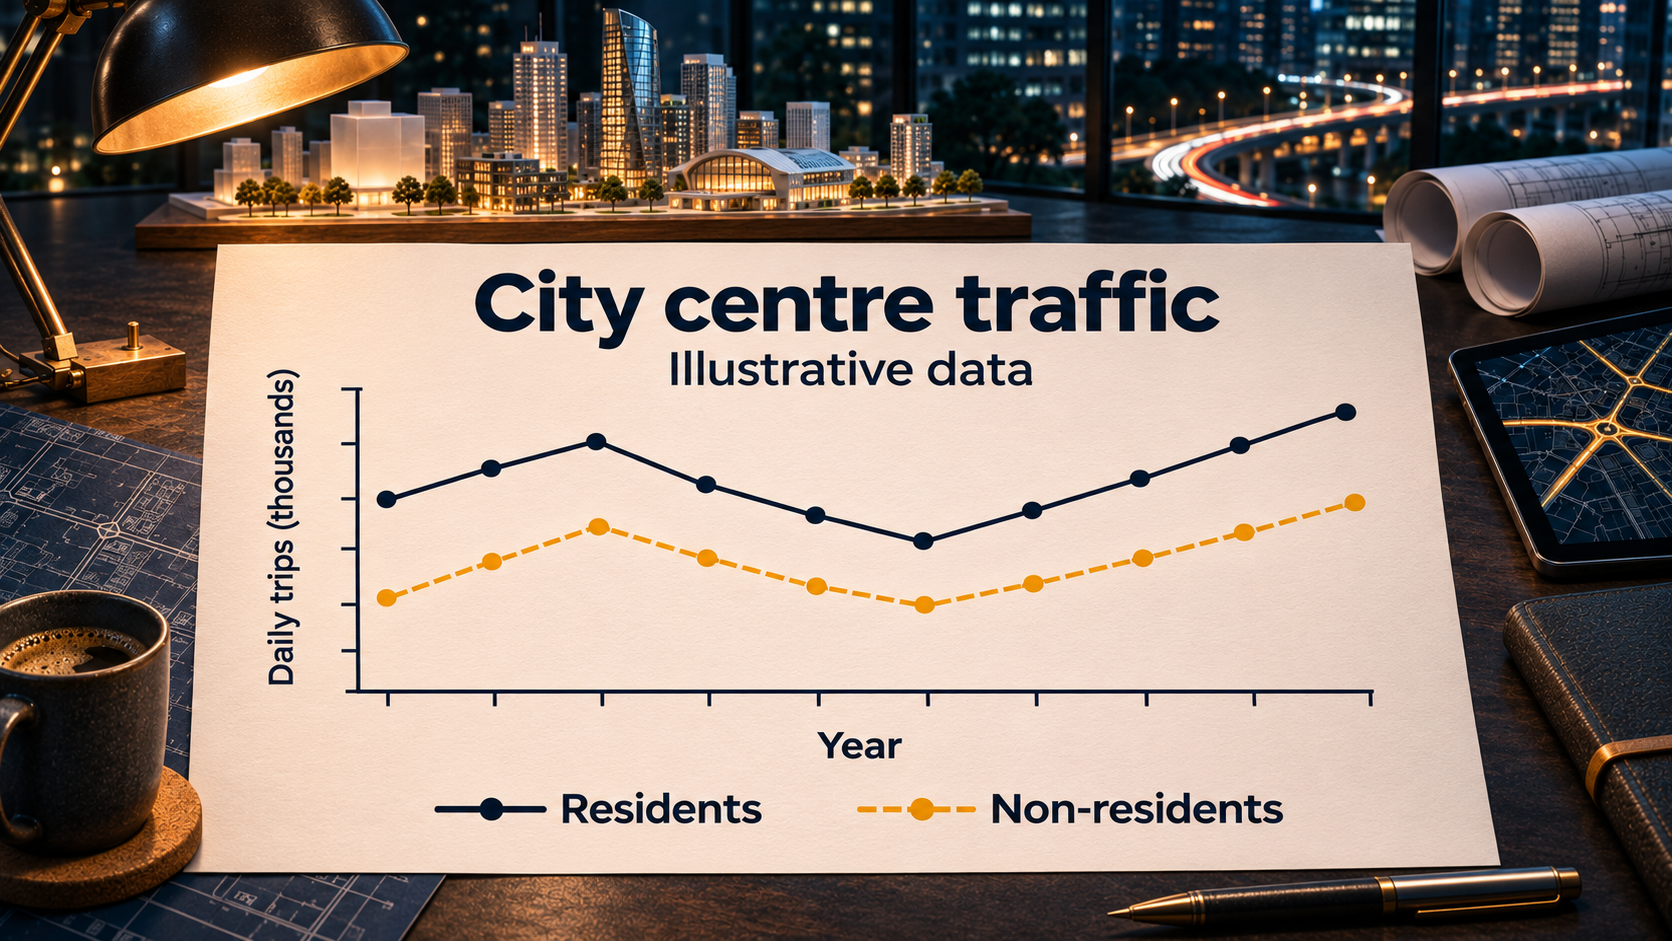 City centre traffic
Illustrative data
Daily trips (thousands)
Year
Residents
Non-residents